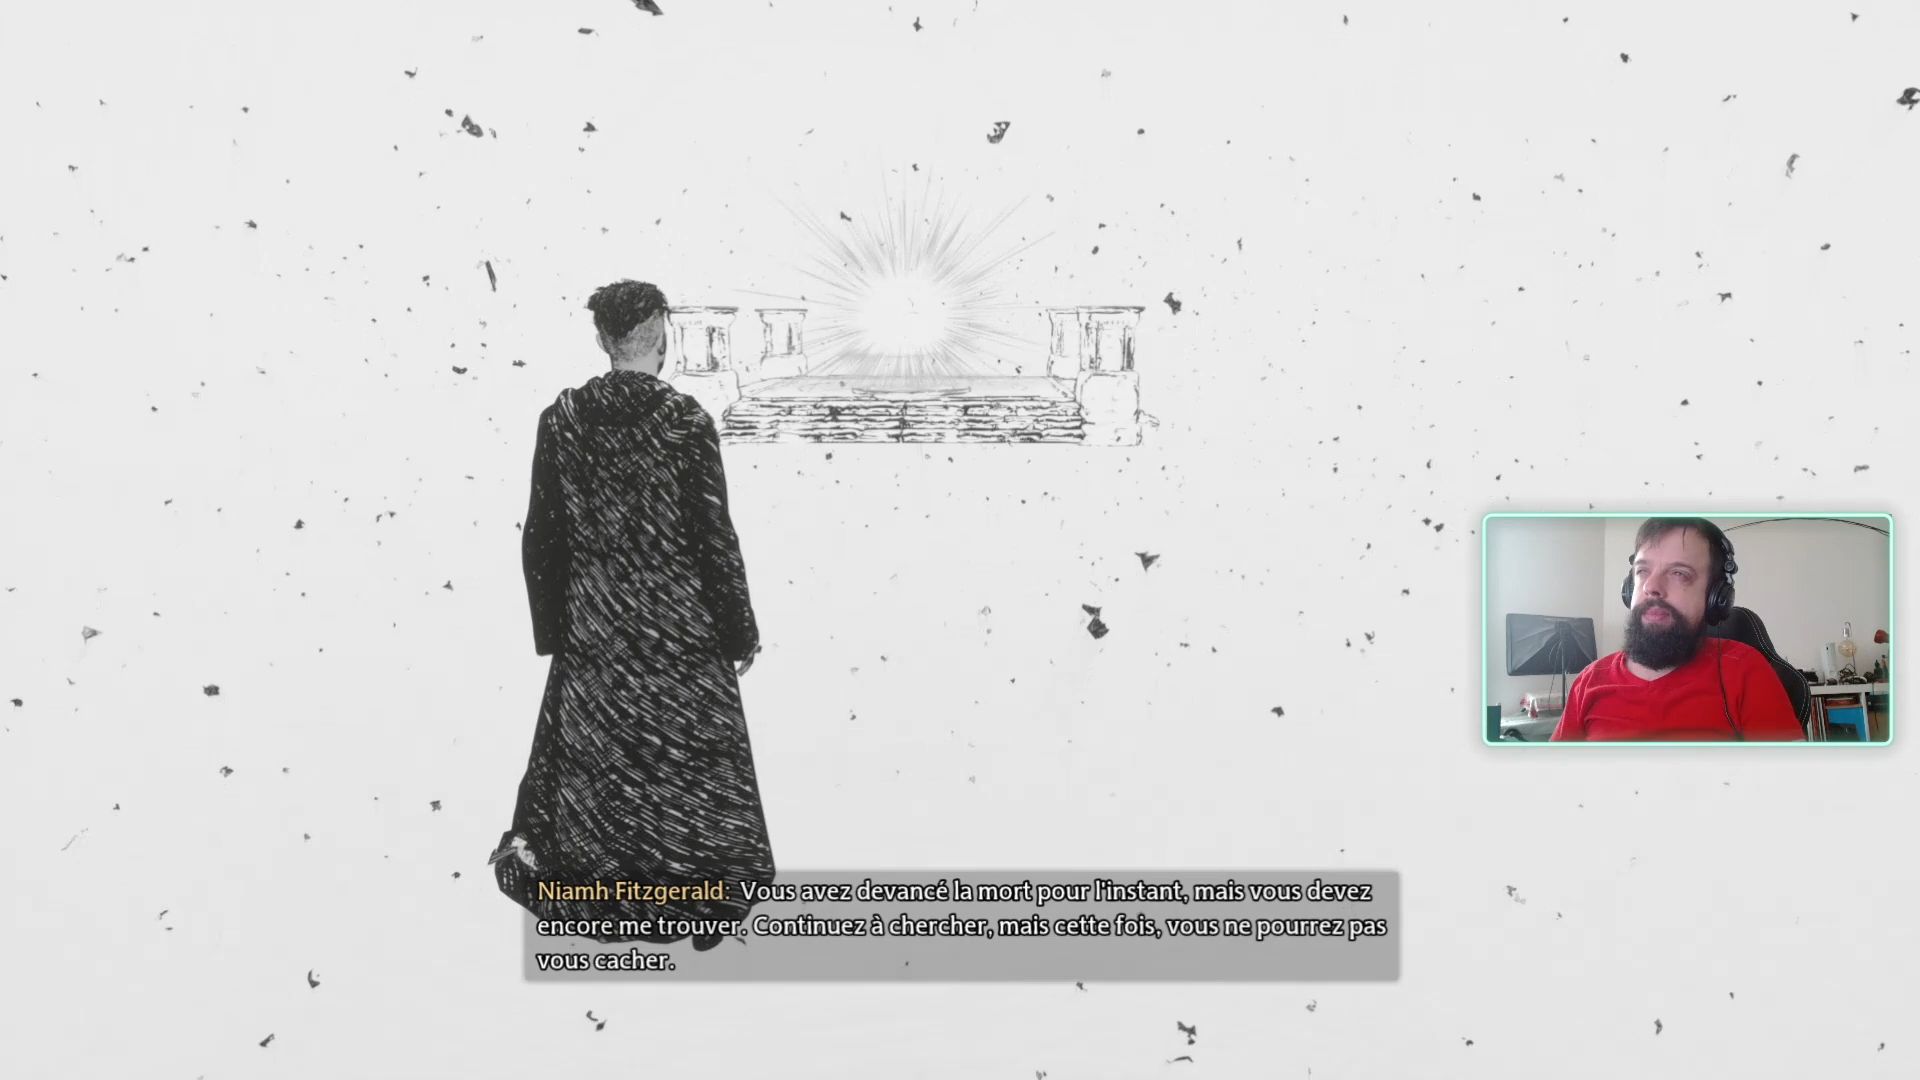 Niamh Fitzgerald: Vous avez devancé la mort pour l'instant, mais vous devez
encore me trouver. Continuez à chercher, mais cette fois, vous ne pourrez pas
vous cacher.